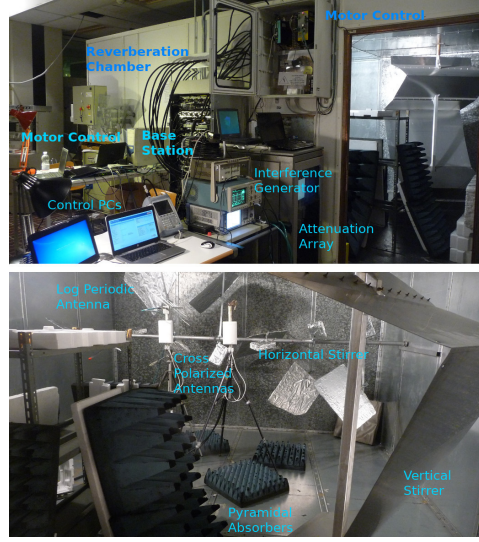 Motor Control
Reverberation
Chamber
Motor Control
Base
Station
Interference
Generator
Control PCs
Attenuation
Array
Log Periodic
Antenna
Cross
Polarized
Antennas
Horizontal Stirrer
Vertical
Stirrer
Pyramidal
Absorbers